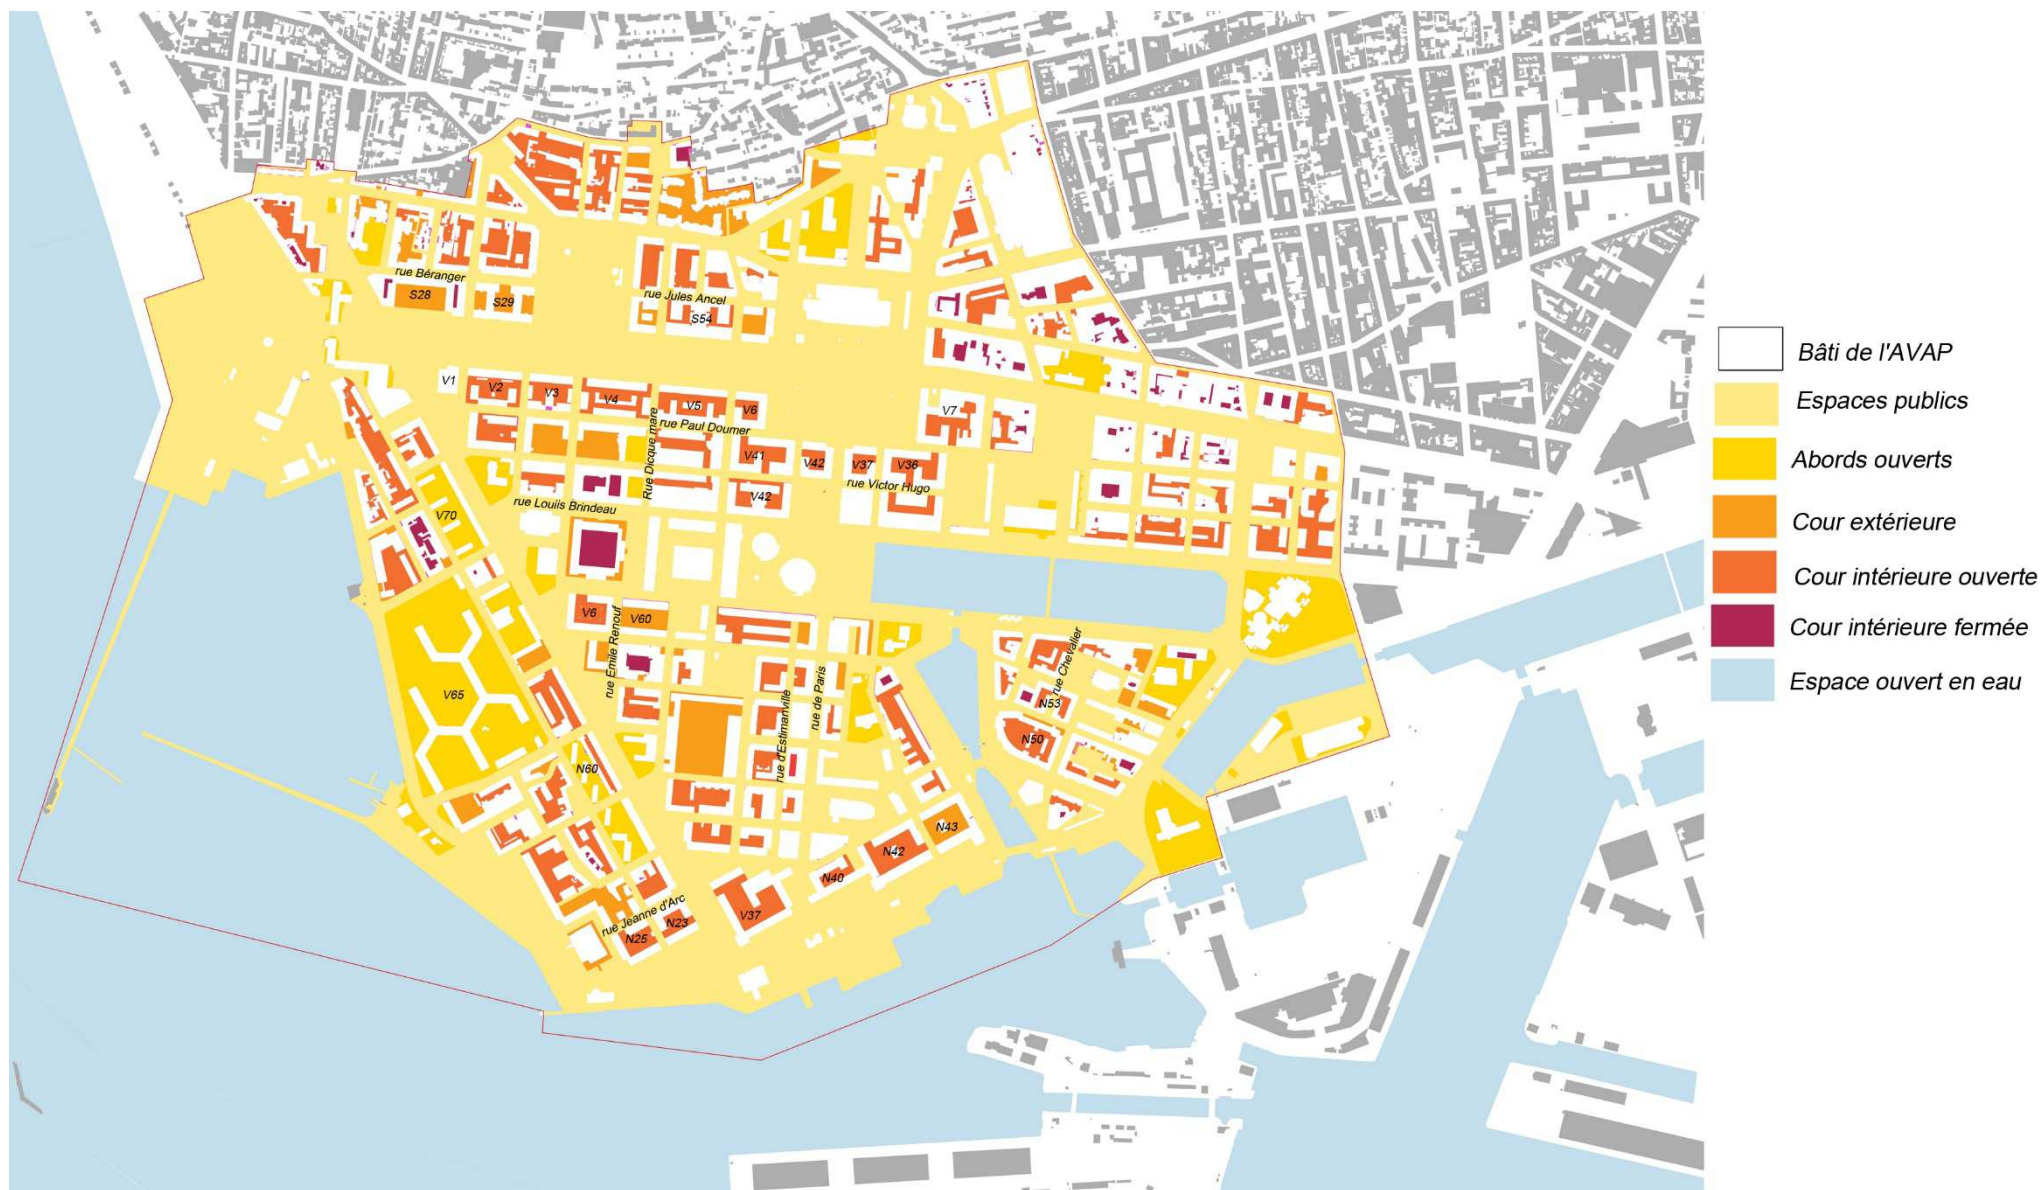 rue Béranger
S28
S29
rue Jules Ancel
S54
V1
V2
V3
V4
V5
V6
V7
rue Paul Doumer
Rue Dicque mare
V41
V42
V37
V36
rue Victor Hugo
V42
rue Louiis Brindeau
V70
V6
V60
rue Emile Renouf
V65
rue d'Estimanville
rue de Paris
rue Chevalier
N53
N50
N60
N43
N42
N40
V37
rue Jeanne d'Arc
N23
N25
Bâti de l'AVAP
Espaces publics
Abords ouverts
Cour extérieure
Cour intérieure ouverte
Cour intérieure fermée
Espace ouvert en eau